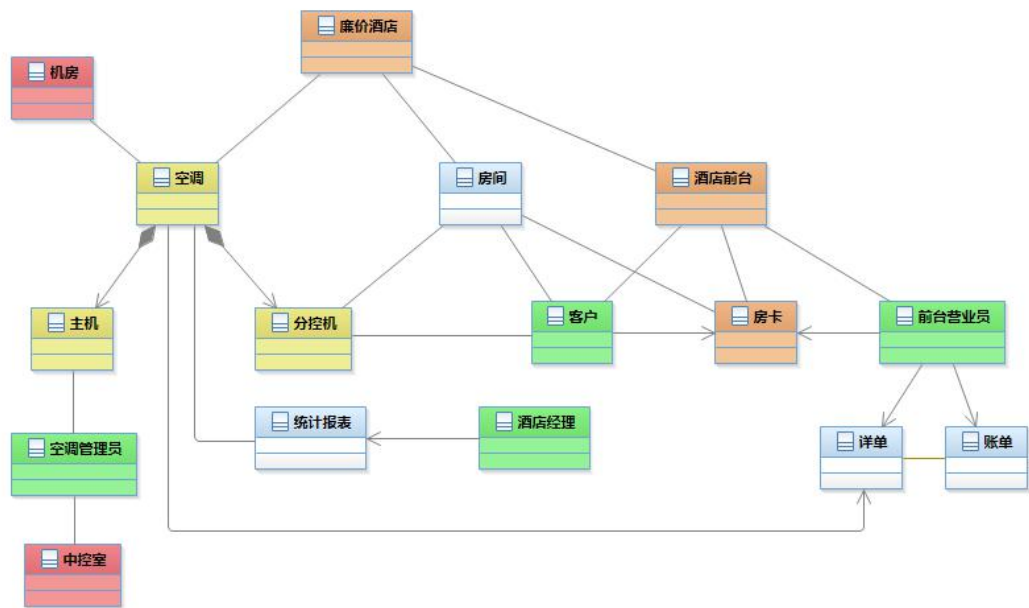 廉价酒店
机房
空调
房间
酒店前台
主机
分控机
客户
房卡
前台营业员
统计报表
酒店经理
空调管理员
详单
账单
中控室